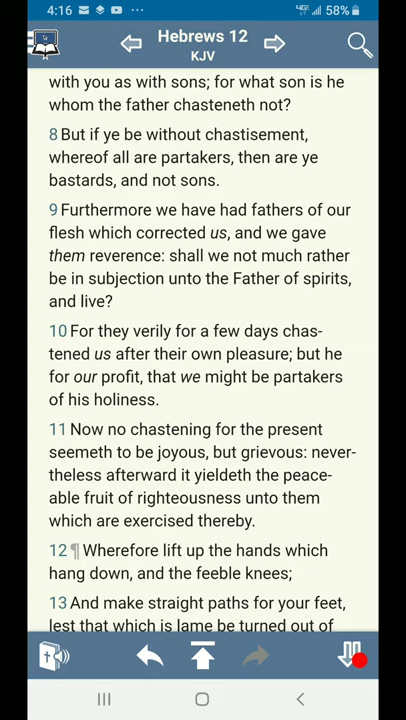 4:16 58%
Hebrews 12
KJV
with you as with sons; for what son is he
whom the father chasteneth not?
8 But if ye be without chastisement,
whereof all are partakers, then are ye
bastards, and not sons.
9 Furthermore we have had fathers of our
flesh which corrected us, and we gave
them reverence: shall we not much rather
be in subjection unto the Father of spirits,
and live?
10 For they verily for a few days chas-
tened us after their own pleasure; but he
for our profit, that we might be partakers
of his holiness.
11 Now no chastening for the present
seemeth to be joyous, but grievous: never-
theless afterward it yieldeth the peace-
able fruit of righteousness unto them
which are exercised thereby.
12 ¶ Wherefore lift up the hands which
hang down, and the feeble knees;
13 And make straight paths for your feet,
lest that which is lame be turned out of